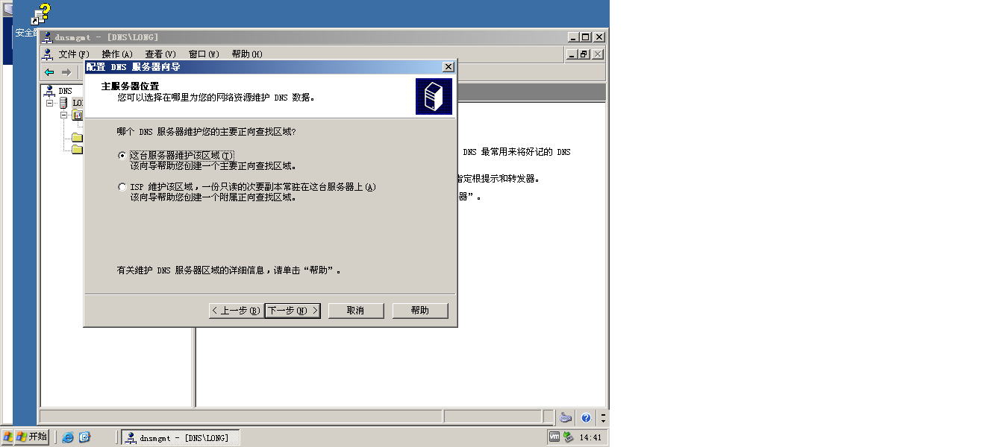 安全
dnsmgmt - [DNS\LONG]
文件(F) 操作(A) 查看(V) 窗口(W) 帮助(H)
配置 DNS 服务器向导
主服务器位置
您可以选择在哪里为您的网络资源维护 DNS 数据。
DNS
LO
哪个 DNS 服务器维护您的主要正向查找区域?
这台服务器维护该区域(T)
该向导帮助您创建一个主要正向查找区域。
DNS 最常用来将好记的 DNS
指定根提示和转发器。
ISP 维护该区域，一份只读的次要副本常驻在这台服务器上(A)
该向导帮助您创建一个附属正向查找区域。
器”。
有关维护 DNS 服务器区域的详细信息，请单击“帮助”。
< 上一步(B) 下一步(N) > 取消 帮助
开始 dnsmgmt - [DNS\LONG] 14:41